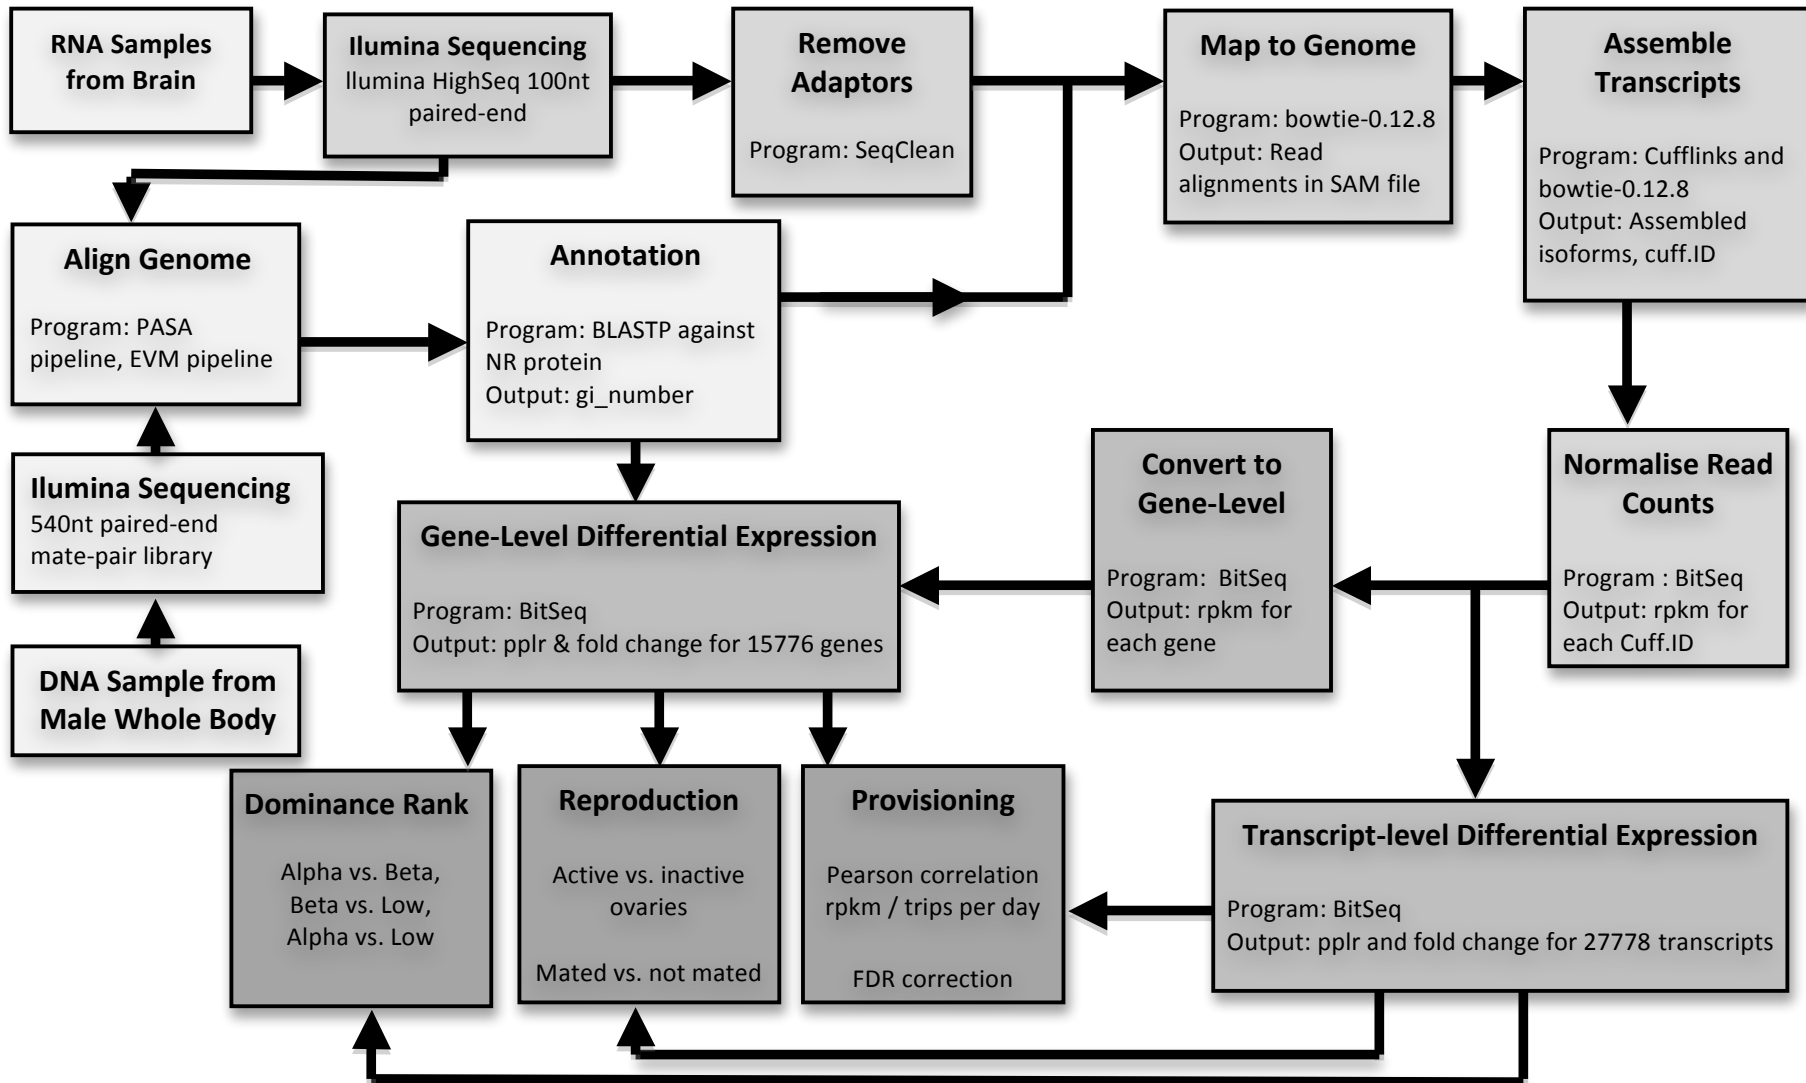 RNA Samples
from Brain
Ilumina Sequencing
Ilumina HighSeq 100nt
paired-end
Remove
Adaptors
Program: SeqClean
Map to Genome
Program: bowtie-0.12.8
Output: Read
alignments in SAM file
Assemble
Transcripts
Program: Cufflinks and
bowtie-0.12.8
Output: Assembled
isoforms, cuff.ID
Align Genome
Program: PASA
pipeline, EVM pipeline
Annotation
Program: BLASTP against
NR protein
Output: gi_number
Ilumina Sequencing
540nt paired-end
mate-pair library
Gene-Level Differential Expression
Program: BitSeq
Output: pplr & fold change for 15776 genes
Convert to
Gene-Level
Program:  BitSeq
Output: rpkm for
each gene
Normalise Read
Counts
Program : BitSeq
Output: rpkm for
each Cuff.ID
DNA Sample from
Male Whole Body
Dominance Rank
Alpha vs. Beta,
Beta vs. Low,
Alpha vs. Low
Reproduction
Active vs. inactive
ovaries
Mated vs. not mated
Provisioning
Pearson correlation
rpkm / trips per day
FDR correction
Transcript-level Differential Expression
Program: BitSeq
Output: pplr and fold change for 27778 transcripts